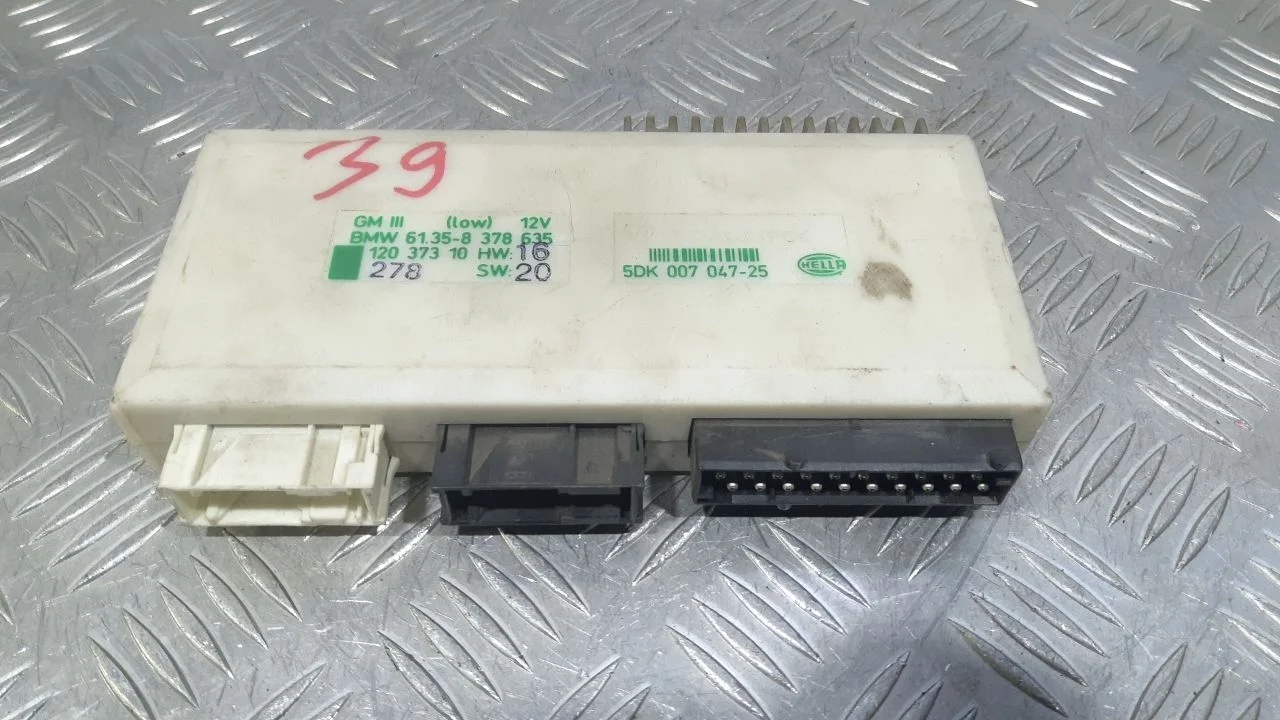 39
GM III (low) 12V
BMW 61.35-8 378 635
120 373 10 HW: 16
278 SW: 20
5DK 007 047-25
HELLA